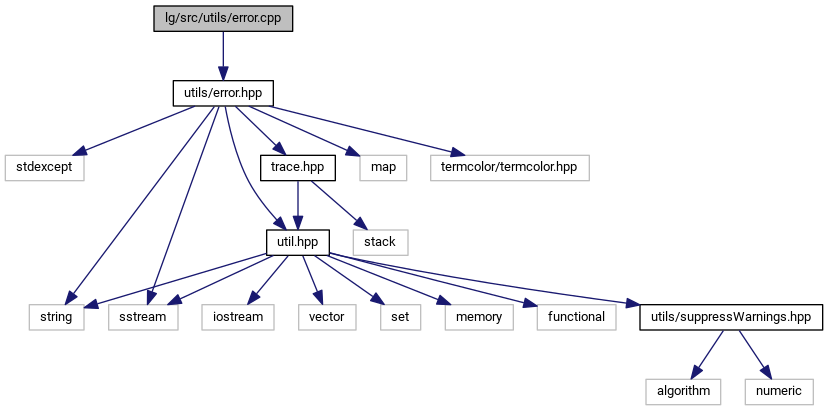 lg/src/utils/error.cpp
utils/error.hpp
stdexcept
trace.hpp
map
termcolor/termcolor.hpp
util.hpp
stack
string
sstream
iostream
vector
set
memory
functional
utils/suppressWarnings.hpp
algorithm
numeric